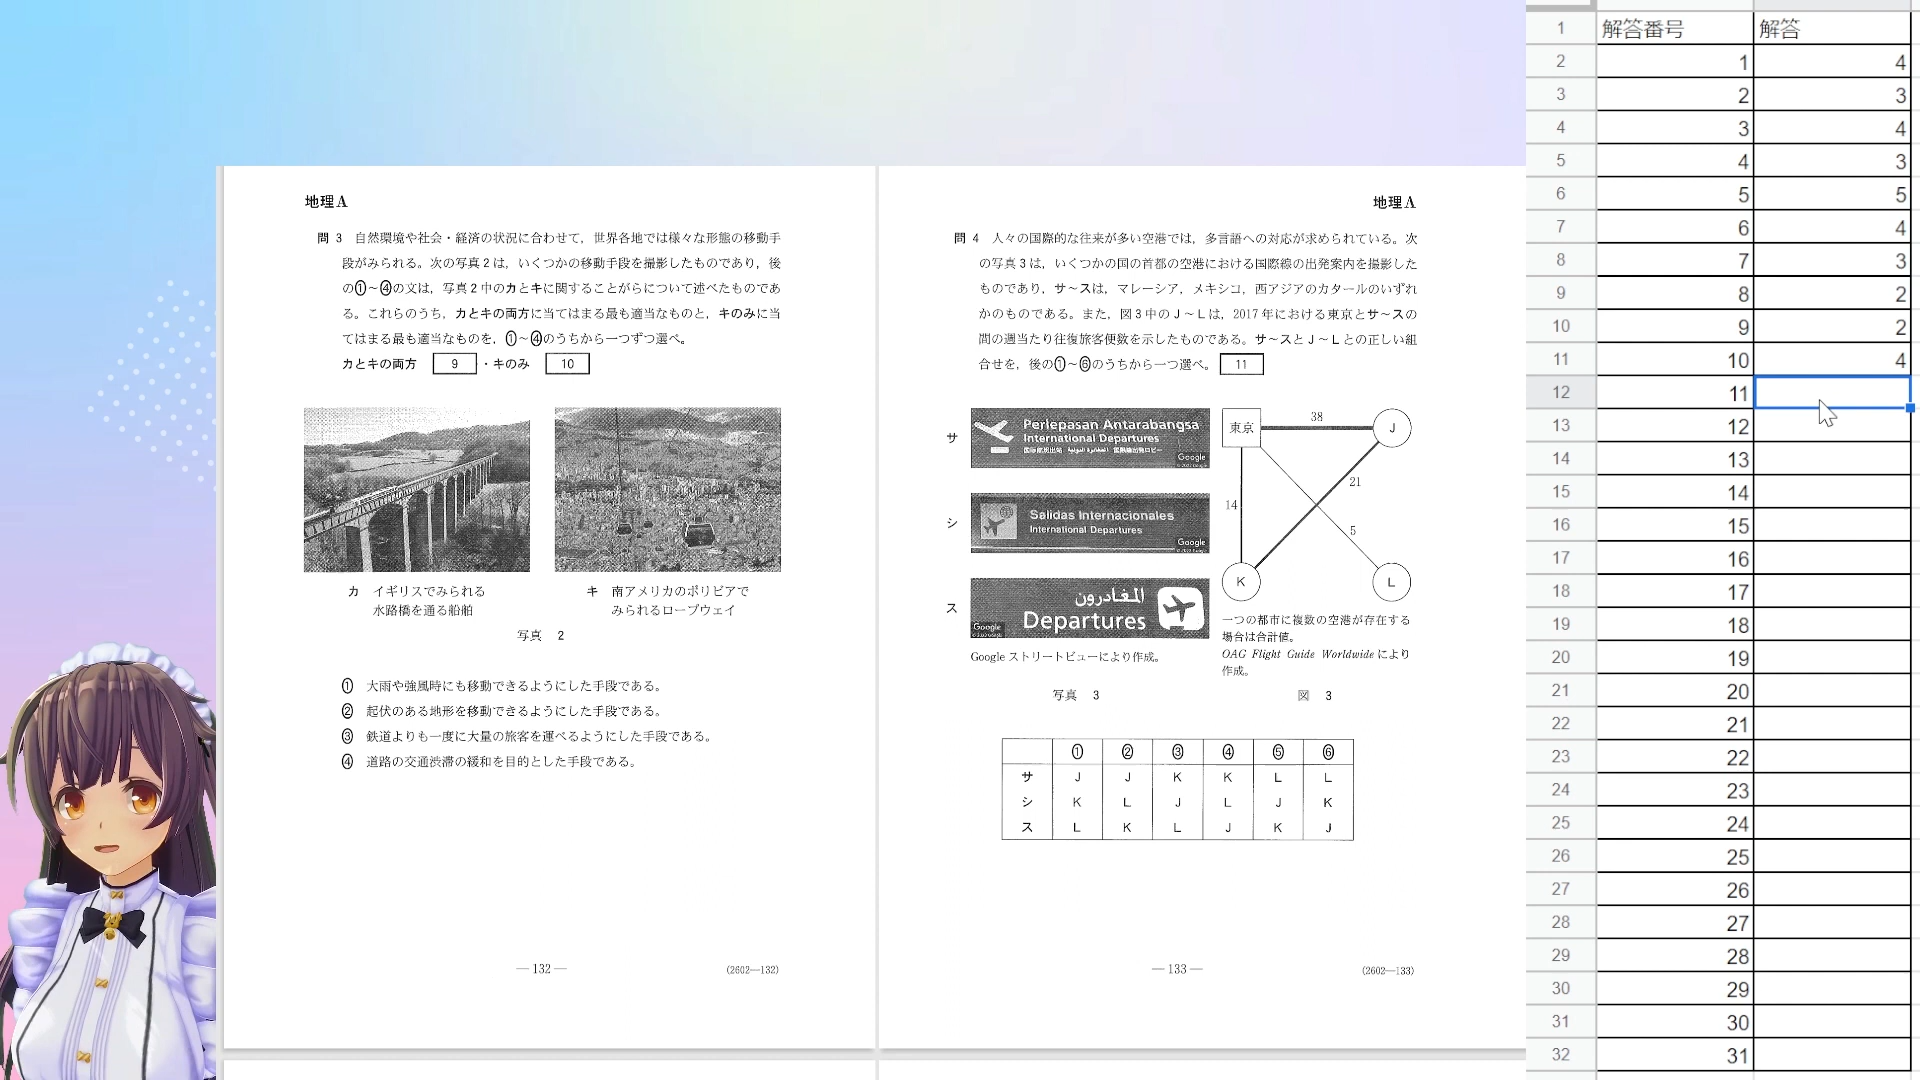 地理A
問 3 自然環境や社会・経済の状況に合わせて，世界各地では様々な形態の移動手
段がみられる。次の写真2は，いくつかの移動手段を撮影したものであり，後
の①～④の文は，写真2中のカとキに関することがらについて述べたものであ
る。これらのうち，カとキの両方に当てはまる最も適当なものと，キのみに当
てはまる最も適当なものを，①～④のうちから一つずつ選べ。
カとキの両方 9 ・キのみ 10
カ イギリスでみられる
水路橋を通る船舶
キ 南アメリカのボリビアで
みられるロープウェイ
写真 2
① 大雨や強風時にも移動できるようにした手段である。
② 起伏のある地形を移動できるようにした手段である。
③ 鉄道よりも一度に大量の旅客を運べるようにした手段である。
④ 道路の交通渋滞の緩和を目的とした手段である。
— 132 —
(2602—132)
地理A
問 4 人々の国際的な往来が多い空港では，多言語への対応が求められている。次
の写真3は，いくつかの国の首都の空港における国際線の出発案内を撮影した
ものであり，サ～スは，マレーシア，メキシコ，西アジアのカタールのいずれ
かのものである。また，図3中のJ～Lは，2017年における東京とサ～スの
間の週当たり往復旅客便数を示したものである。サ～スとJ～Lとの正しい組
合せを，後の①～⑥のうちから一つ選べ。 11
サ
Perlepasan Antarabangsa
International Departures
Google
シ
Salidas Internacionales
International Departures
Google
ス
المغادرون
Departures
Google
Google ストリートビューにより作成。
写真 3
東京
38
J
21
14
5
K
L
一つの都市に複数の空港が存在する
場合は合計値。
OAG Flight Guide Worldwide により
作成。
図 3
① ② ③ ④ ⑤ ⑥
サ J J K K L L
シ K L J L J K
ス L K L J K J
— 133 —
(2602—133)
1 解答番号 解答
2 1 4
3 2 3
4 3 4
5 4 3
6 5 5
7 6 4
8 7 3
9 8 2
10 9 2
11 10 4
12 11
13 12
14 13
15 14
16 15
17 16
18 17
19 18
20 19
21 20
22 21
23 22
24 23
25 24
26 25
27 26
28 27
29 28
30 29
31 30
32 31